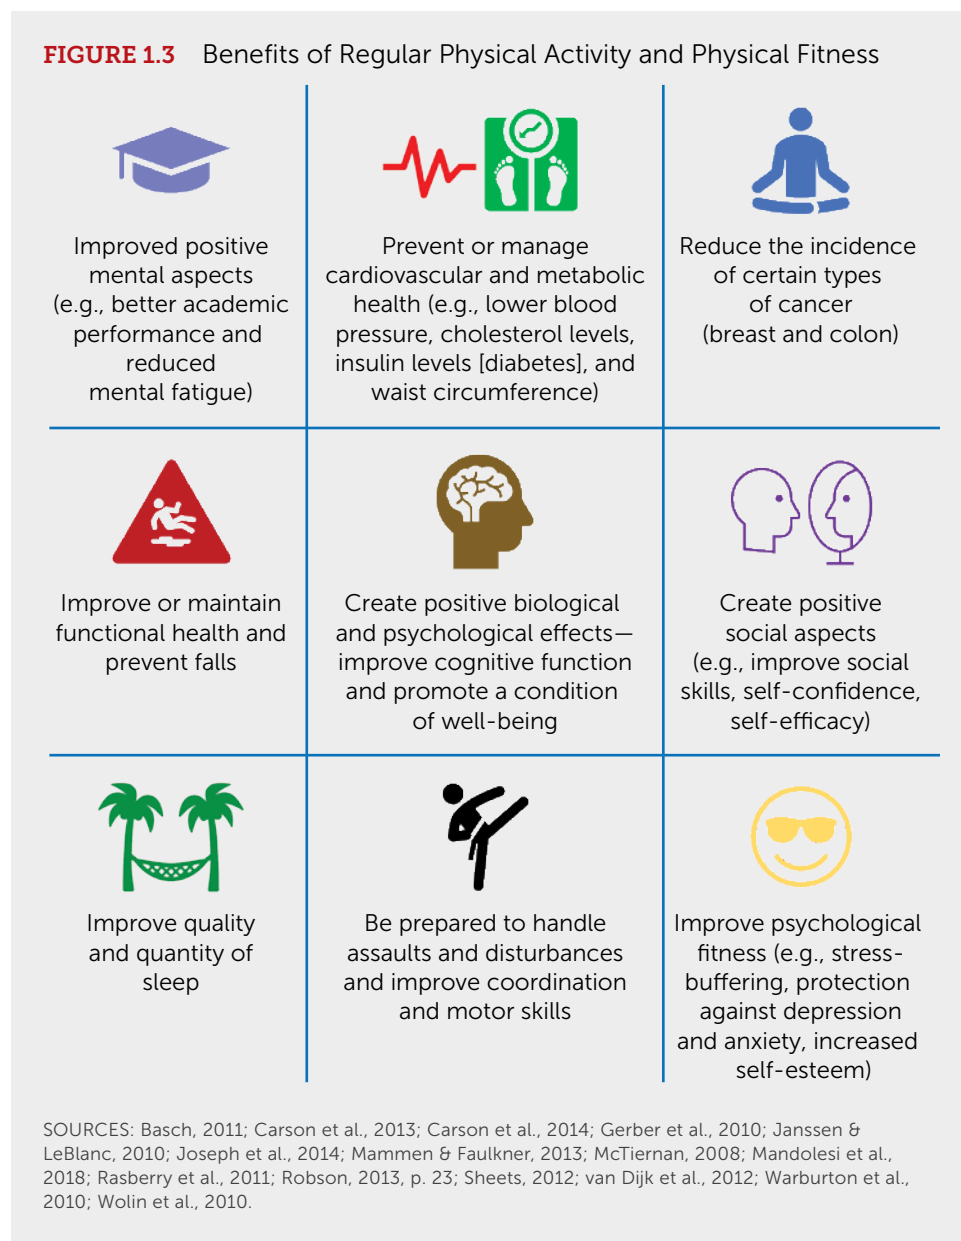 FIGURE 1.3 Benefits of Regular Physical Activity and Physical Fitness
Improved positive
mental aspects
(e.g., better academic
performance and
reduced
mental fatigue)
Prevent or manage
cardiovascular and metabolic
health (e.g., lower blood
pressure, cholesterol levels,
insulin levels [diabetes], and
waist circumference)
Reduce the incidence
of certain types
of cancer
(breast and colon)
Improve or maintain
functional health and
prevent falls
Create positive biological
and psychological effects—
improve cognitive function
and promote a condition
of well-being
Create positive
social aspects
(e.g., improve social
skills, self-confidence,
self-efficacy)
Improve quality
and quantity of
sleep
Be prepared to handle
assaults and disturbances
and improve coordination
and motor skills
Improve psychological
fitness (e.g., stress-
buffering, protection
against depression
and anxiety, increased
self-esteem)
SOURCES: Basch, 2011; Carson et al., 2013; Carson et al., 2014; Gerber et al., 2010; Janssen &
LeBlanc, 2010; Joseph et al., 2014; Mammen & Faulkner, 2013; McTiernan, 2008; Mandolesi et al.,
2018; Rasberry et al., 2011; Robson, 2013, p. 23; Sheets, 2012; van Dijk et al., 2012; Warburton et al.,
2010; Wolin et al., 2010.